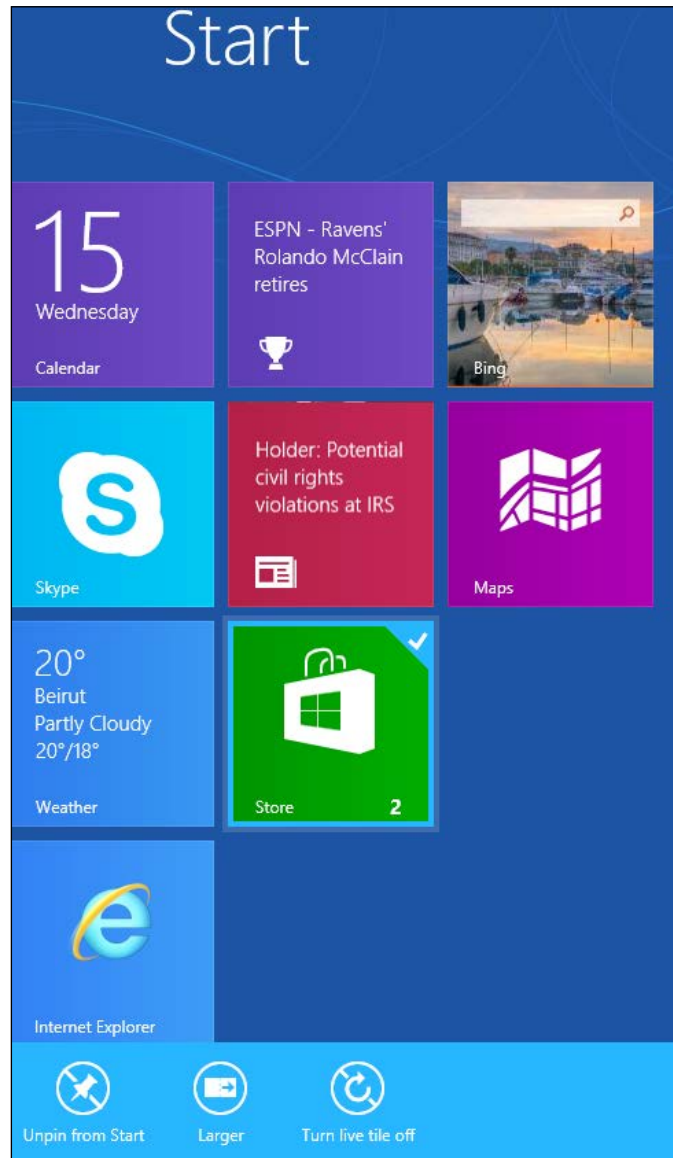 Start
15
Wednesday
Calendar
ESPN - Ravens'
Rolando McClain
retires
Bing
Skype
Holder: Potential
civil rights
violations at IRS
Maps
20°
Beirut
Partly Cloudy
20°/18°
Weather
Store 2
Internet Explorer
Unpin from Start
Larger
Turn live tile off